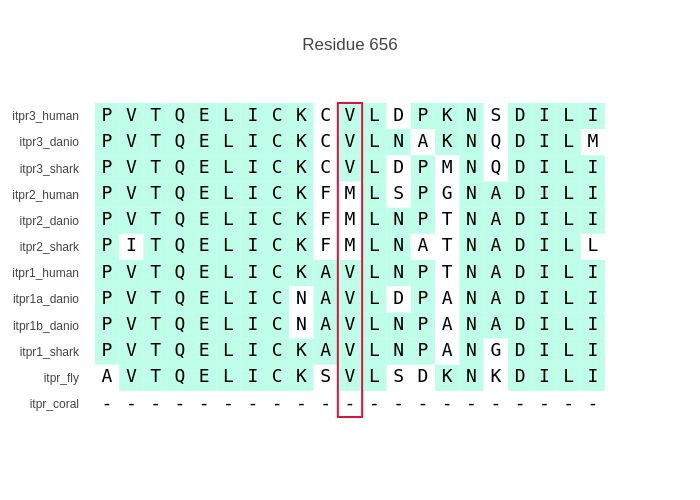 Residue 656
itpr3_human P V T Q E L I C K C V L D P K N S D I L I
itpr3_danio P V T Q E L I C K C V L N A K N Q D I L M
itpr3_shark P V T Q E L I C K C V L D P M N Q D I L I
itpr2_human P V T Q E L I C K F M L S P G N A D I L I
itpr2_danio P V T Q E L I C K F M L N P T N A D I L I
itpr2_shark P I T Q E L I C K F M L N A T N A D I L L
itpr1_human P V T Q E L I C K A V L N P T N A D I L I
itpr1a_danio P V T Q E L I C N A V L D P A N A D I L I
itpr1b_danio P V T Q E L I C N A V L N P A N A D I L I
itpr1_shark P V T Q E L I C K A V L N P A N G D I L I
itpr_fly A V T Q E L I C K S V L S D K N K D I L I
itpr_coral - - - - - - - - - - - - - - - - - - - - -